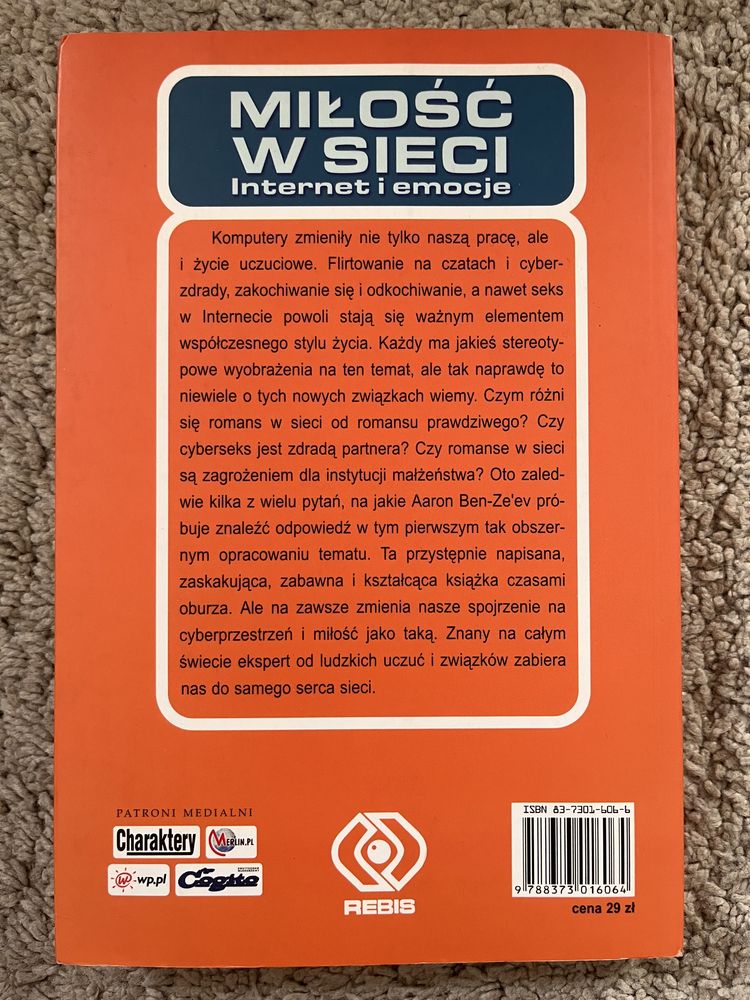 MIŁOŚĆ
W SIECI
Internet i emocje
Komputery zmieniły nie tylko naszą pracę, ale
i życie uczuciowe. Flirtowanie na czatach i cyber-
zdrady, zakochiwanie się i odkochiwanie, a nawet seks
w Internecie powoli stają się ważnym elementem
współczesnego stylu życia. Każdy ma jakieś stereoty-
powe wyobrażenia na ten temat, ale tak naprawdę to
niewiele o tych nowych związkach wiemy. Czym różni
się romans w sieci od romansu prawdziwego? Czy
cyberseks jest zdradą partnera? Czy romanse w sieci
są zagrożeniem dla instytucji małżeństwa? Oto zaled-
wie kilka z wielu pytań, na jakie Aaron Ben-Ze'ev pró-
buje znaleźć odpowiedź w tym pierwszym tak obszer-
nym opracowaniu tematu. Ta przystępnie napisana,
zaskakująca, zabawna i kształcąca książka czasami
oburza. Ale na zawsze zmienia nasze spojrzenie na
cyberprzestrzeń i miłość jako taką. Znany na całym
świecie ekspert od ludzkich uczuć i związków zabiera
nas do samego serca sieci.
PATRONI MEDIALNI
Charaktery
MERLIN.PL
wp.pl
Cogito
REBIS
ISBN 83-7301-606-6
9 788373 016064
cena 29 zł